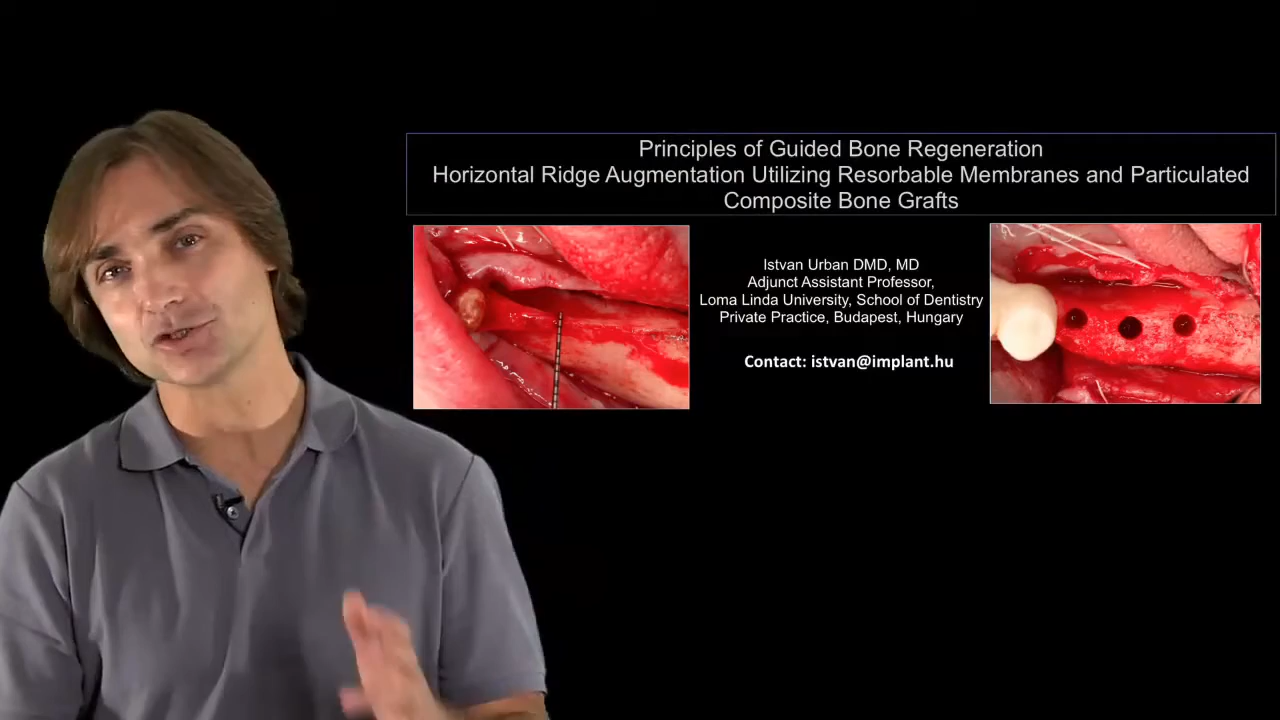 Principles of Guided Bone Regeneration
Horizontal Ridge Augmentation Utilizing Resorbable Membranes and Particulated
Composite Bone Grafts
Istvan Urban DMD, MD
Adjunct Assistant Professor,
Loma Linda University, School of Dentistry
Private Practice, Budapest, Hungary
Contact: istvan@implant.hu